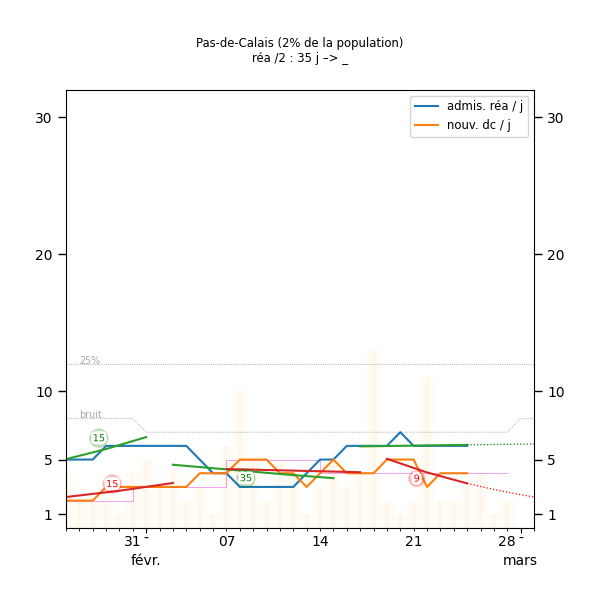 Pas-de-Calais (2% de la population)
réa /2 : 35 j –> _
admis. réa / j
nouv. dc / j
30
30
20
20
25%
10
10
bruit
15
5
5
15
35
9
1
1
31 -
07
14
21
28 -
févr.
mars